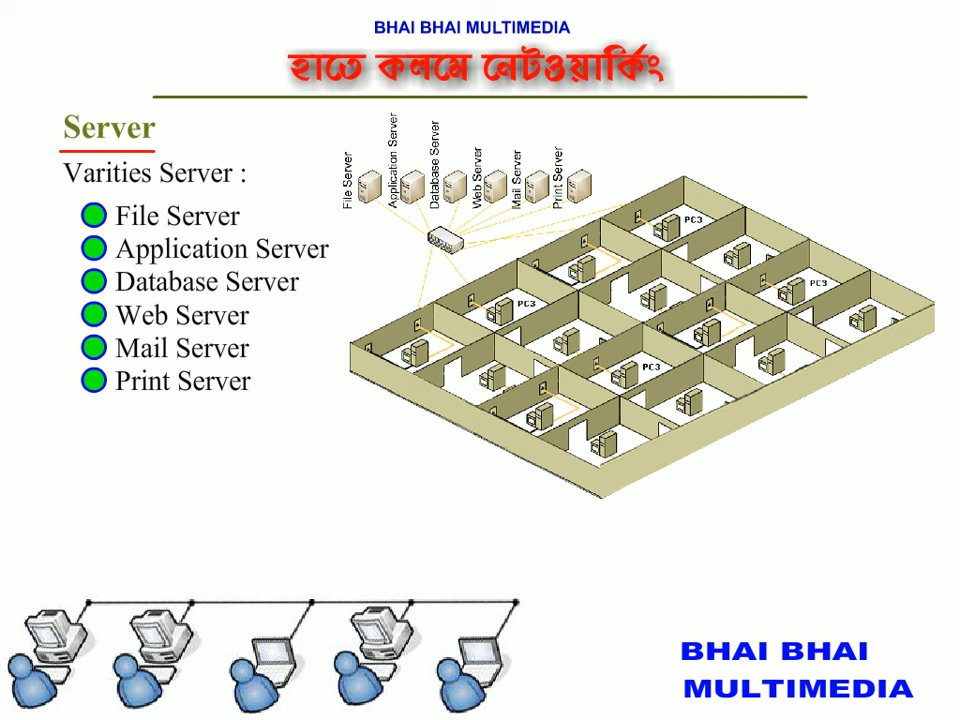 BHAI BHAI MULTIMEDIA
হাতে কলমে নেটওয়ার্কিং
Server
Varities Server :
File Server
Application Server
Database Server
Web Server
Mail Server
Print Server
File Server
Application Server
Database Server
Web Server
Mail Server
Print Server
PC3
PC3
PC3
PC3
BHAI BHAI
MULTIMEDIA